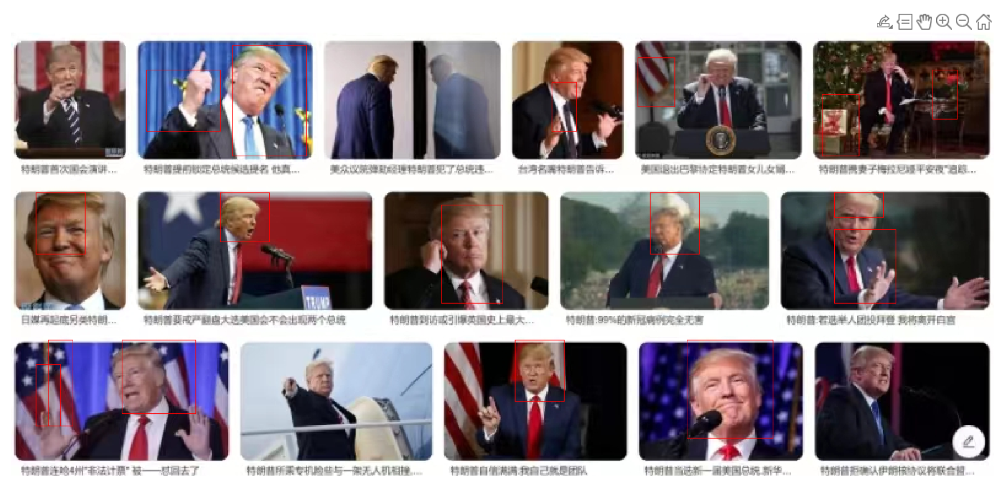 特朗普首次国会演讲...
特朗普提前锁定总统候选提名 他真...
美众议院弹劾经理特朗普犯了总统违...
台湾名嘴特朗普告诉...
美国退出巴黎协定特朗普女儿女婿...
特朗普携妻子梅拉尼娅平安夜"追踪...
日媒再起底另类特朗...
特朗普要戒严翻盘大选美国会不会出现两个总统
特朗普到访或引爆英国史上最大...
特朗普:99%的新冠病例完全无害
特朗普:若选举人团投拜登 我将离开白宫
TRUMP
特朗普连呛4州"非法计票" 被一一怼回去了
特朗普所乘专机险些与一架无人机相撞,...
特朗普自信满满:我自己就是团队
特朗普当选新一届美国总统.新华...
特朗普拒确认伊朗核协议将联合盟...